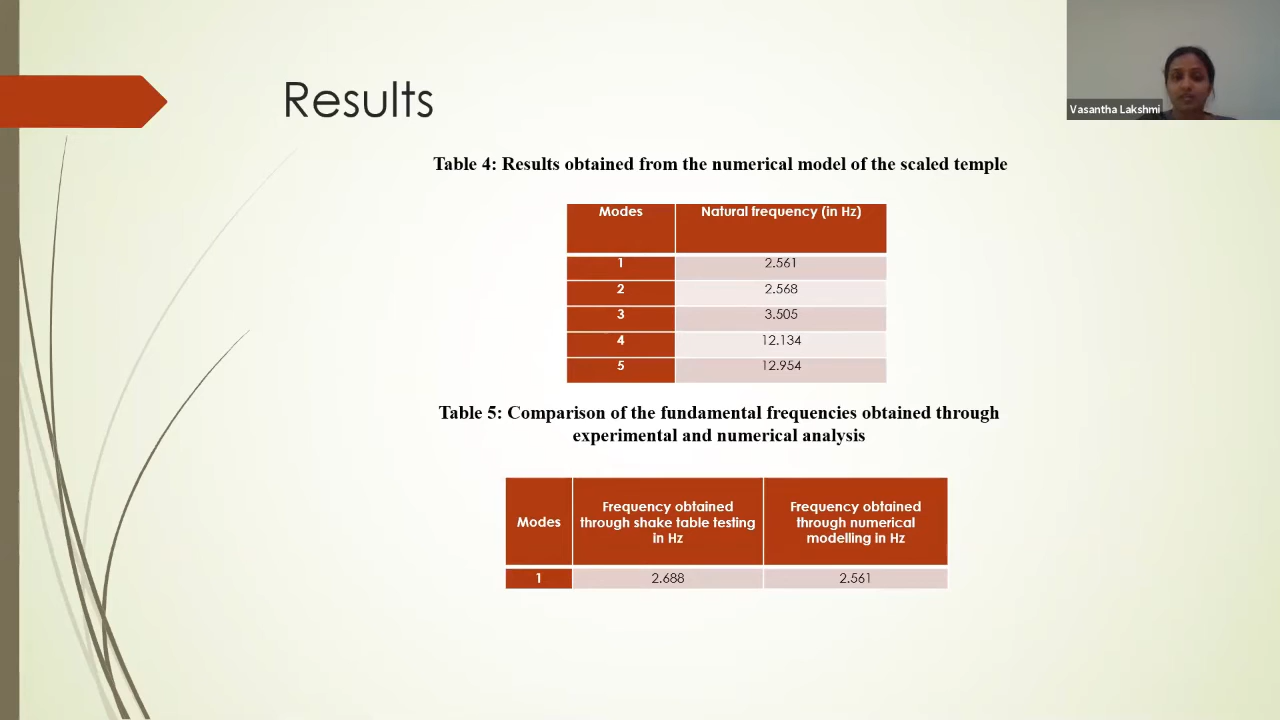 Results
Vasantha Lakshmi
Table 4: Results obtained from the numerical model of the scaled temple
Modes Natural frequency (in Hz)
1 2.561
2 2.568
3 3.505
4 12.134
5 12.954
Table 5: Comparison of the fundamental frequencies obtained through
experimental and numerical analysis
Modes
Frequency obtained
through shake table testing
in Hz
Frequency obtained
through numerical
modelling in Hz
1 2.688 2.561